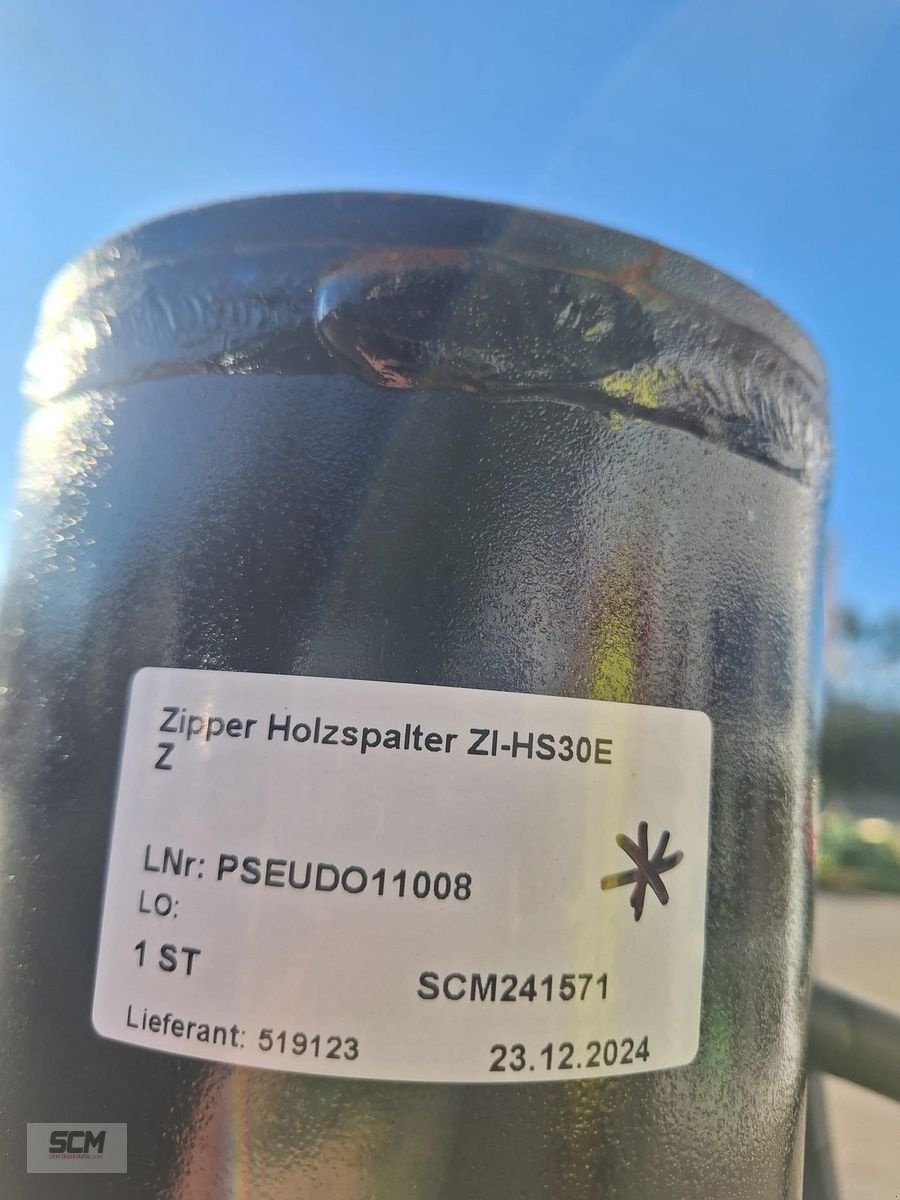 Zipper Holzspalter ZI-HS30E
Z
LNr: PSEUDO11008
LO:
1 ST
SCM241571
Lieferant: 519123
23.12.2024
SCM